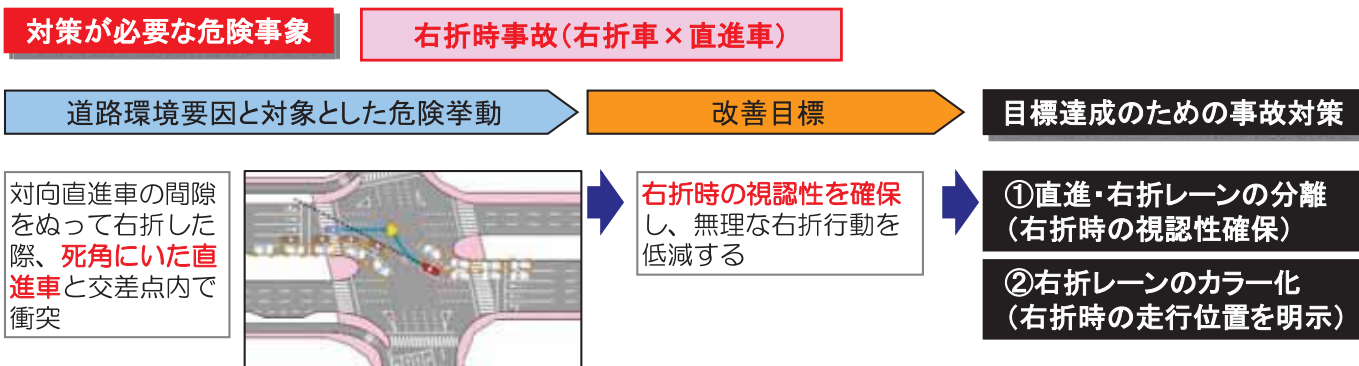 対策が必要な危険事象
右折時事故(右折車×直進車)
道路環境要因と対象とした危険挙動
改善目標
目標達成のための事故対策
対向直進車の間隙
をぬって右折した
際、死角にいた直
進車と交差点内で
衝突
右折時の視認性を確保
し、無理な右折行動を
低減する
①直進・右折レーンの分離
(右折時の視認性確保)
②右折レーンのカラー化
(右折時の走行位置を明示)